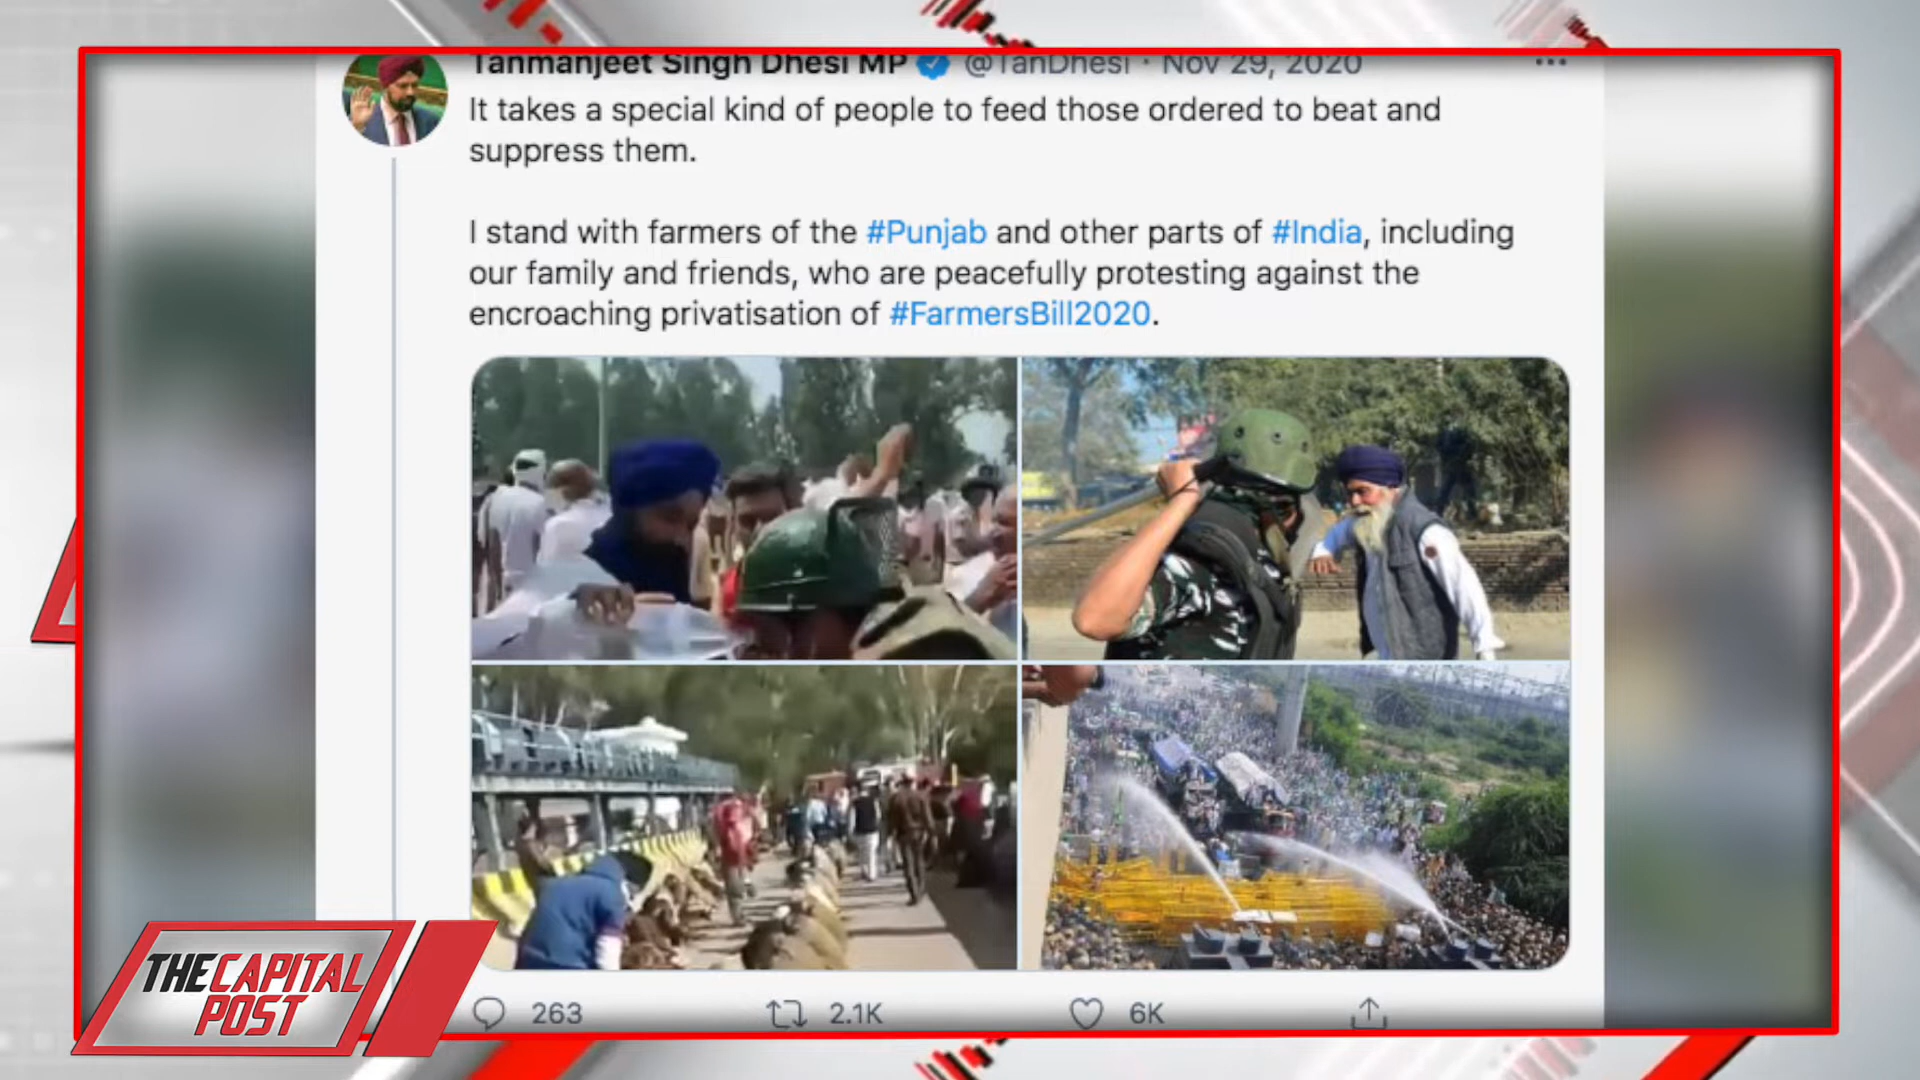 Tanmanjeet Singh Dhesi MP @TanDhesi · Nov 29, 2020
It takes a special kind of people to feed those ordered to beat and
suppress them.
I stand with farmers of the #Punjab and other parts of #India, including
our family and friends, who are peacefully protesting against the
encroaching privatisation of #FarmersBill2020.
263 2.1K 6K
THE CAPITAL
POST